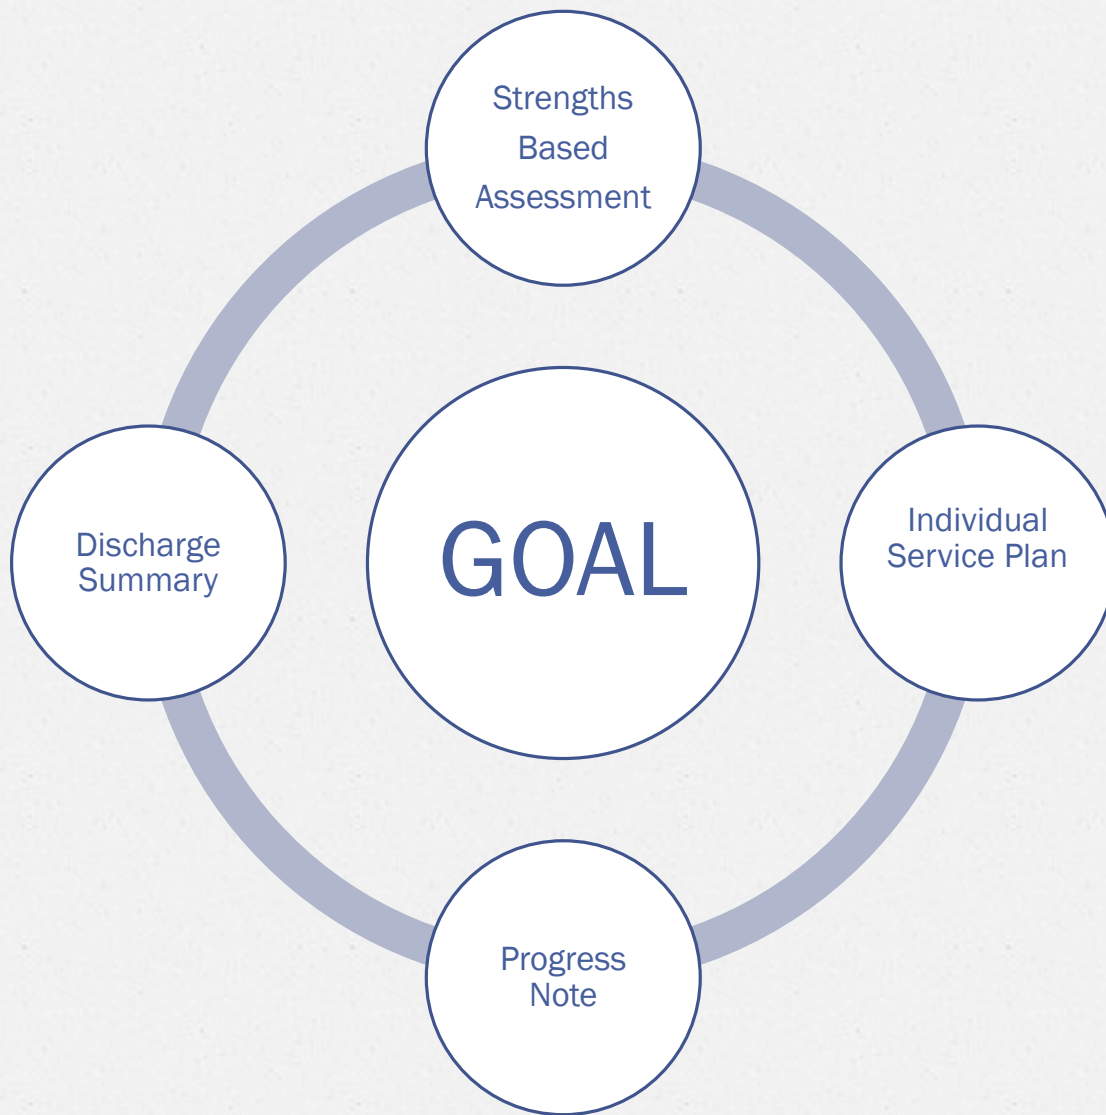 Strengths
Based
Assessment
Discharge
Summary
GOAL
Individual
Service Plan
Progress
Note